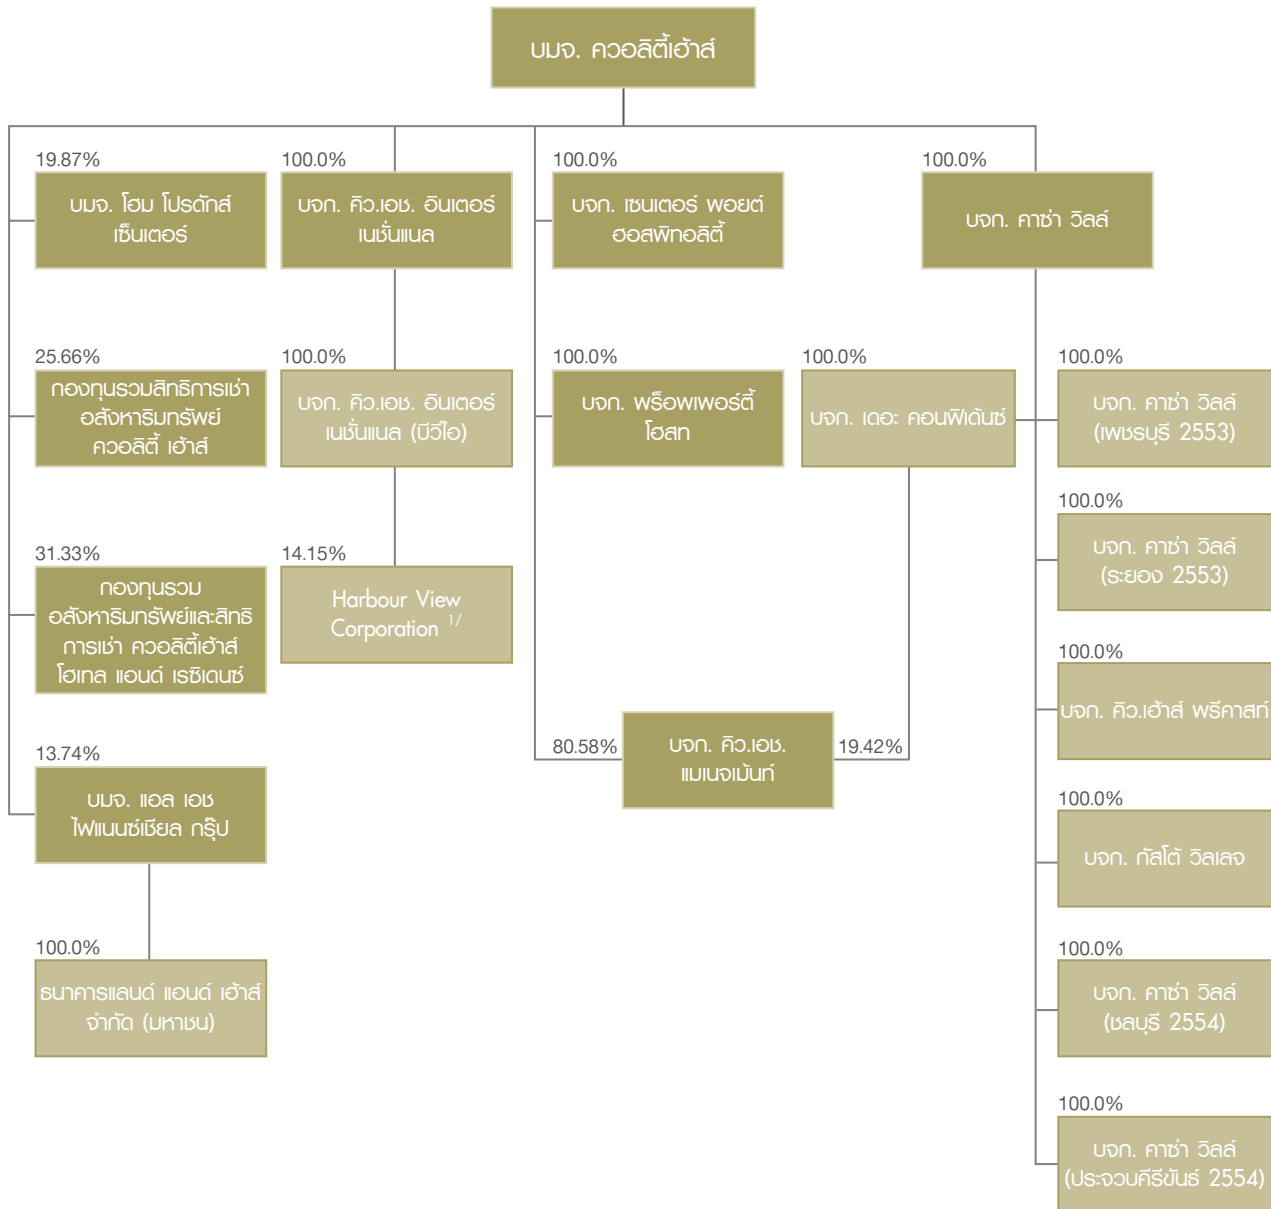 บมจ. ควอลิตี้เฮ้าส์
19.87%
บมจ. โฮม โปรดักส์
เซ็นเตอร์
100.0%
บจก. คิว.เอช. อินเตอร์
เนชั่นแนล
100.0%
บจก. เซนเตอร์ พอยต์
ฮอสพิทอลิตี้
100.0%
บจก. คาซ่า วิลล์
25.66%
กองทุนรวมสิทธิการเช่า
อสังหาริมทรัพย์
ควอลิตี้ เฮ้าส์
100.0%
บจก. คิว.เอช. อินเตอร์
เนชั่นแนล (บีวีไอ)
100.0%
บจก. พร็อพเพอร์ตี้
โฮสท
100.0%
บจก. เดอะ คอนฟิเด้นซ์
100.0%
บจก. คาซ่า วิลล์
(เพชรบุรี 2553)
100.0%
บจก. คาซ่า วิลล์
(ระยอง 2553)
31.33%
กองทุนรวม
อสังหาริมทรัพย์และสิทธิ
การเช่า ควอลิตี้เฮ้าส์
โฮเทล แอนด์ เรซิเดนซ์
14.15%
Harbour View
Corporation 1/
100.0%
บจก. คิว.เฮ้าส์ พรีคาสท์
80.58%
บจก. คิว.เอช.
แมเนจเม้นท์
19.42%
13.74%
บมจ. แอล เอช
ไฟแนนซ์เชียล กรุ๊ป
100.0%
บจก. กัสโต้ วิลเลจ
100.0%
ธนาคารแลนด์ แอนด์ เฮ้าส์
จำกัด (มหาชน)
100.0%
บจก. คาซ่า วิลล์
(ชลบุรี 2554)
100.0%
บจก. คาซ่า วิลล์
(ประจวบคีรีขันธ์ 2554)